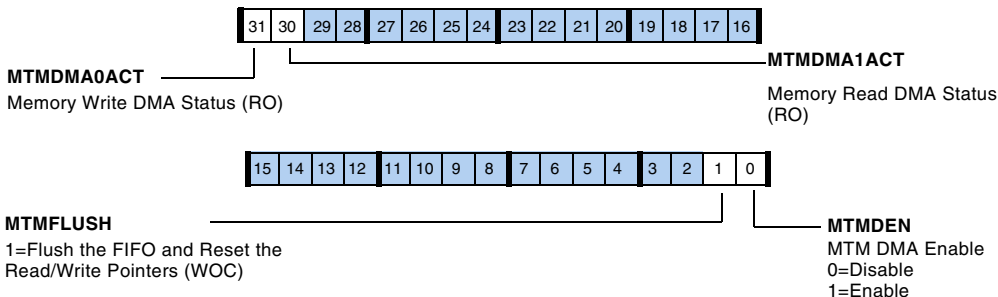 31 30 29 28 27 26 25 24 23 22 21 20 19 18 17 16
MTMDMA0ACT
Memory Write DMA Status (RO)
MTMDMA1ACT
Memory Read DMA Status
(RO)
15 14 13 12 11 10 9 8 7 6 5 4 3 2 1 0
MTMFLUSH
1=Flush the FIFO and Reset the
Read/Write Pointers (WOC)
MTMDEN
MTM DMA Enable
0=Disable
1=Enable